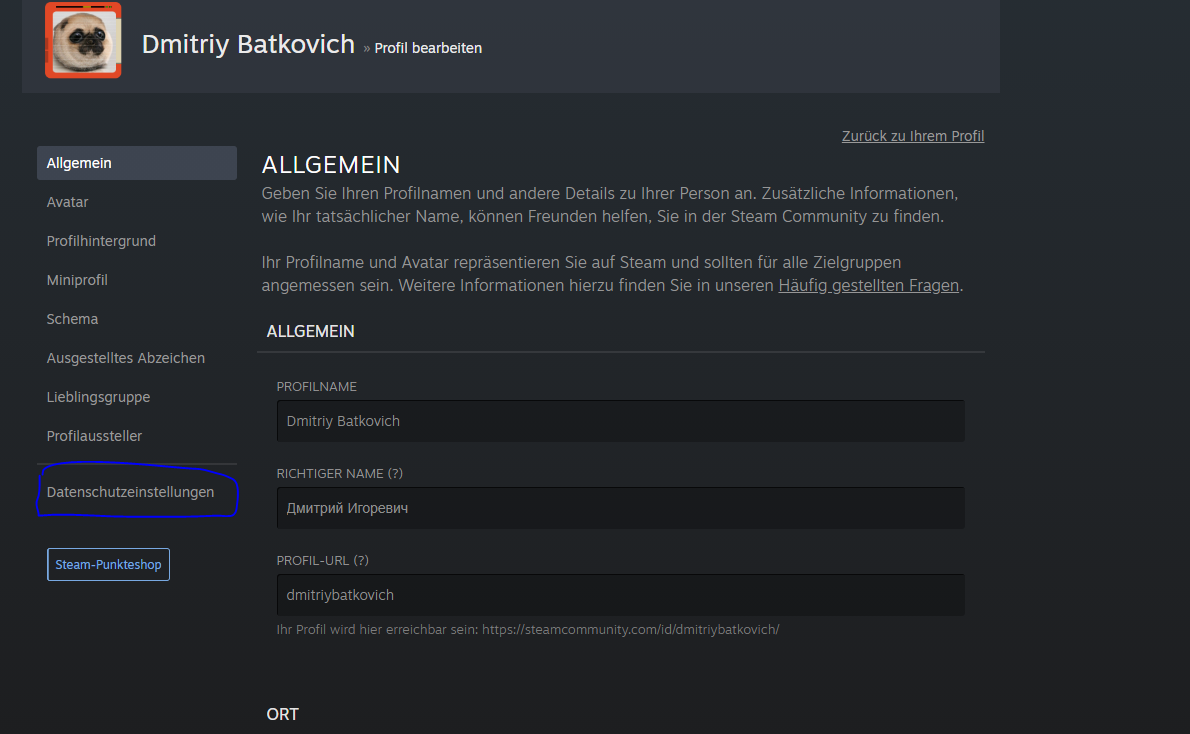 Dmitriy Batkovich » Profil bearbeiten
Zurück zu Ihrem Profil
Allgemein
Avatar
Profilhintergrund
Miniprofil
Schema
Ausgestelltes Abzeichen
Lieblingsgruppe
Profilaussteller
Datenschutzeinstellungen
Steam-Punkteshop
ALLGEMEIN
Geben Sie Ihren Profilnamen und andere Details zu Ihrer Person an. Zusätzliche Informationen,
wie Ihr tatsächlicher Name, können Freunden helfen, Sie in der Steam Community zu finden.
Ihr Profilname und Avatar repräsentieren Sie auf Steam und sollten für alle Zielgruppen
angemessen sein. Weitere Informationen hierzu finden Sie in unseren Häufig gestellten Fragen.
ALLGEMEIN
PROFILNAME
Dmitriy Batkovich
RICHTIGER NAME (?)
Дмитрий Игоревич
PROFIL-URL (?)
dmitriybatkovich
Ihr Profil wird hier erreichbar sein: https://steamcommunity.com/id/dmitriybatkovich/
ORT